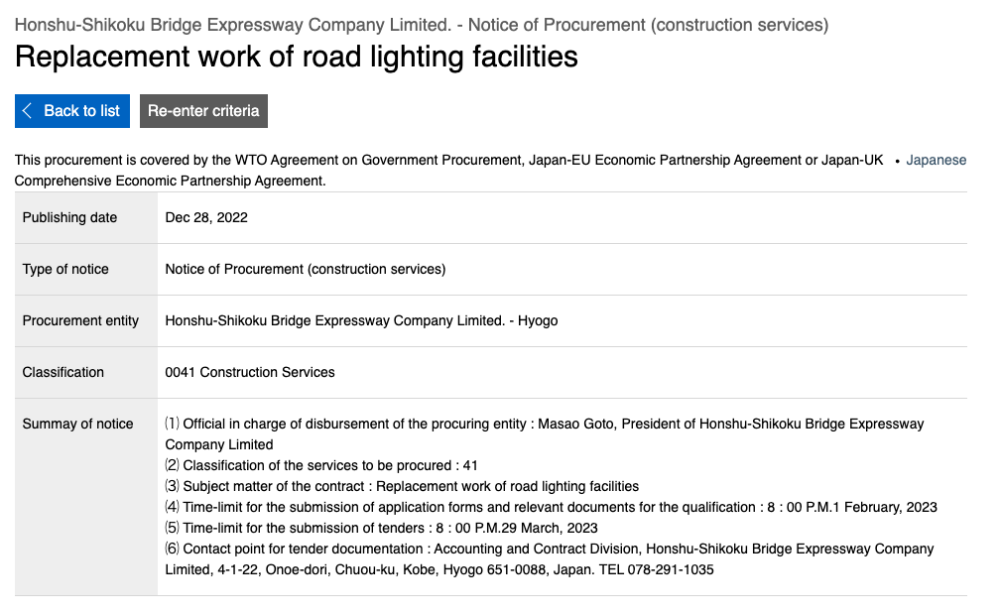 Honshu-Shikoku Bridge Expressway Company Limited. - Notice of Procurement (construction services)
Replacement work of road lighting facilities
Back to list
Re-enter criteria
This procurement is covered by the WTO Agreement on Government Procurement, Japan-EU Economic Partnership Agreement or Japan-UK
Comprehensive Economic Partnership Agreement.
• Japanese
Publishing date
Dec 28, 2022
Type of notice
Notice of Procurement (construction services)
Procurement entity
Honshu-Shikoku Bridge Expressway Company Limited. - Hyogo
Classification
0041 Construction Services
Summay of notice
⑴ Official in charge of disbursement of the procuring entity : Masao Goto, President of Honshu-Shikoku Bridge Expressway
Company Limited
⑵ Classification of the services to be procured : 41
⑶ Subject matter of the contract : Replacement work of road lighting facilities
⑷ Time-limit for the submission of application forms and relevant documents for the qualification : 8 : 00 P.M.1 February, 2023
⑸ Time-limit for the submission of tenders : 8 : 00 P.M.29 March, 2023
⑹ Contact point for tender documentation : Accounting and Contract Division, Honshu-Shikoku Bridge Expressway Company
Limited, 4-1-22, Onoe-dori, Chuou-ku, Kobe, Hyogo 651-0088, Japan. TEL 078-291-1035